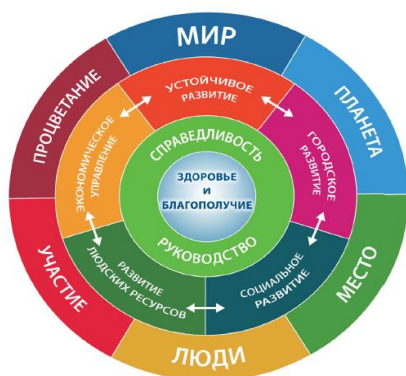 МИР
ПЛАНЕТА
МЕСТО
ЛЮДИ
УЧАСТИЕ
ПРОЦВЕТАНИЕ
УСТОЙЧИВОЕ
РАЗВИТИЕ
ГОРОДСКОЕ
РАЗВИТИЕ
СОЦИАЛЬНОЕ
РАЗВИТИЕ
РАЗВИТИЕ
ЛЮДСКИХ РЕСУРСОВ
ЭКОНОМИЧЕСКОЕ
УПРАВЛЕНИЕ
СПРАВЕДЛИВОСТЬ
ЗДОРОВЬЕ
И
БЛАГОПОЛУЧИЕ
РУКОВОДСТВО